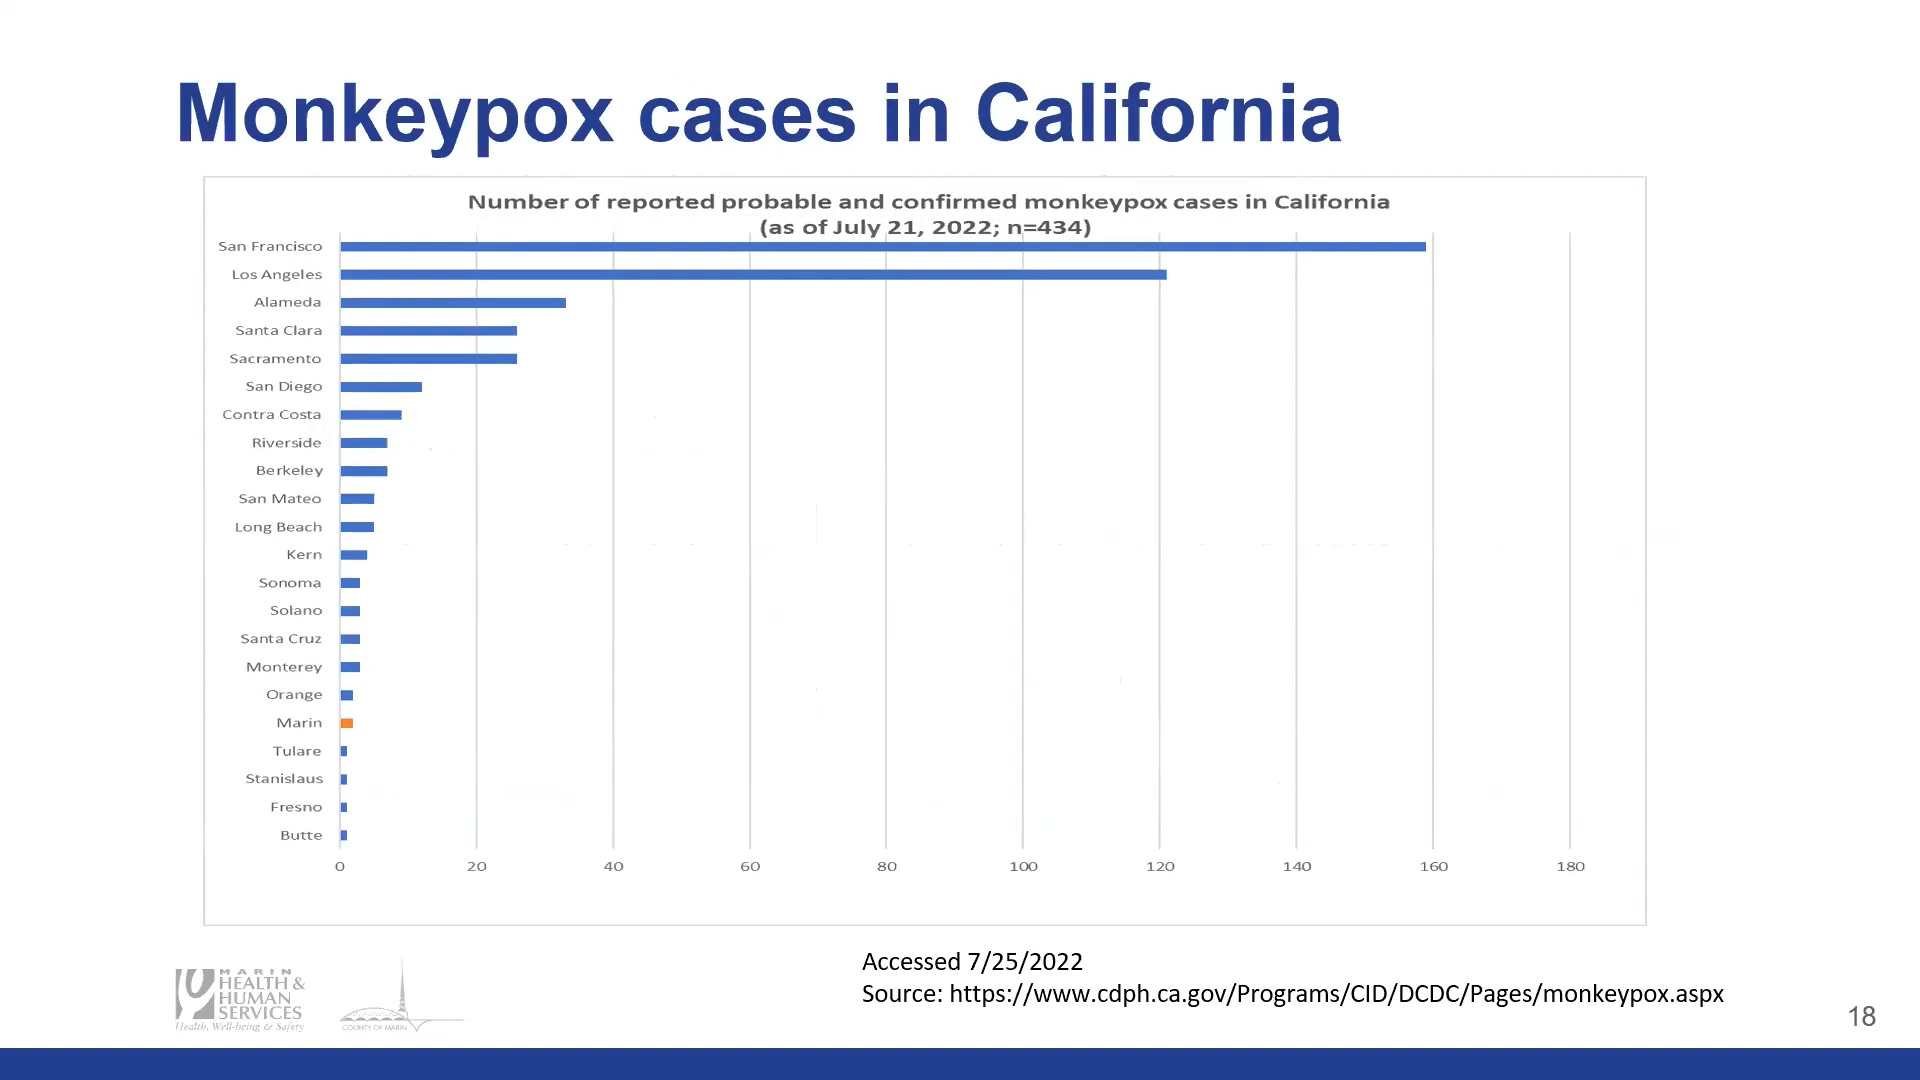 Monkeypox cases in California
Number of reported probable and confirmed monkeypox cases in California
(as of July 21, 2022; n=434)
San Francisco
Los Angeles
Alameda
Santa Clara
Sacramento
San Diego
Contra Costa
Riverside
Berkeley
San Mateo
Long Beach
Kern
Sonoma
Solano
Santa Cruz
Monterey
Orange
Marin
Tulare
Stanislaus
Fresno
Butte
0 20 40 60 80 100 120 140 160 180
Accessed 7/25/2022
Source: https://www.cdph.ca.gov/Programs/CID/DCDC/Pages/monkeypox.aspx
MARIN
HEALTH &
HUMAN
SERVICES
Health, Well-being & Safety
COUNTY OF MARIN
18